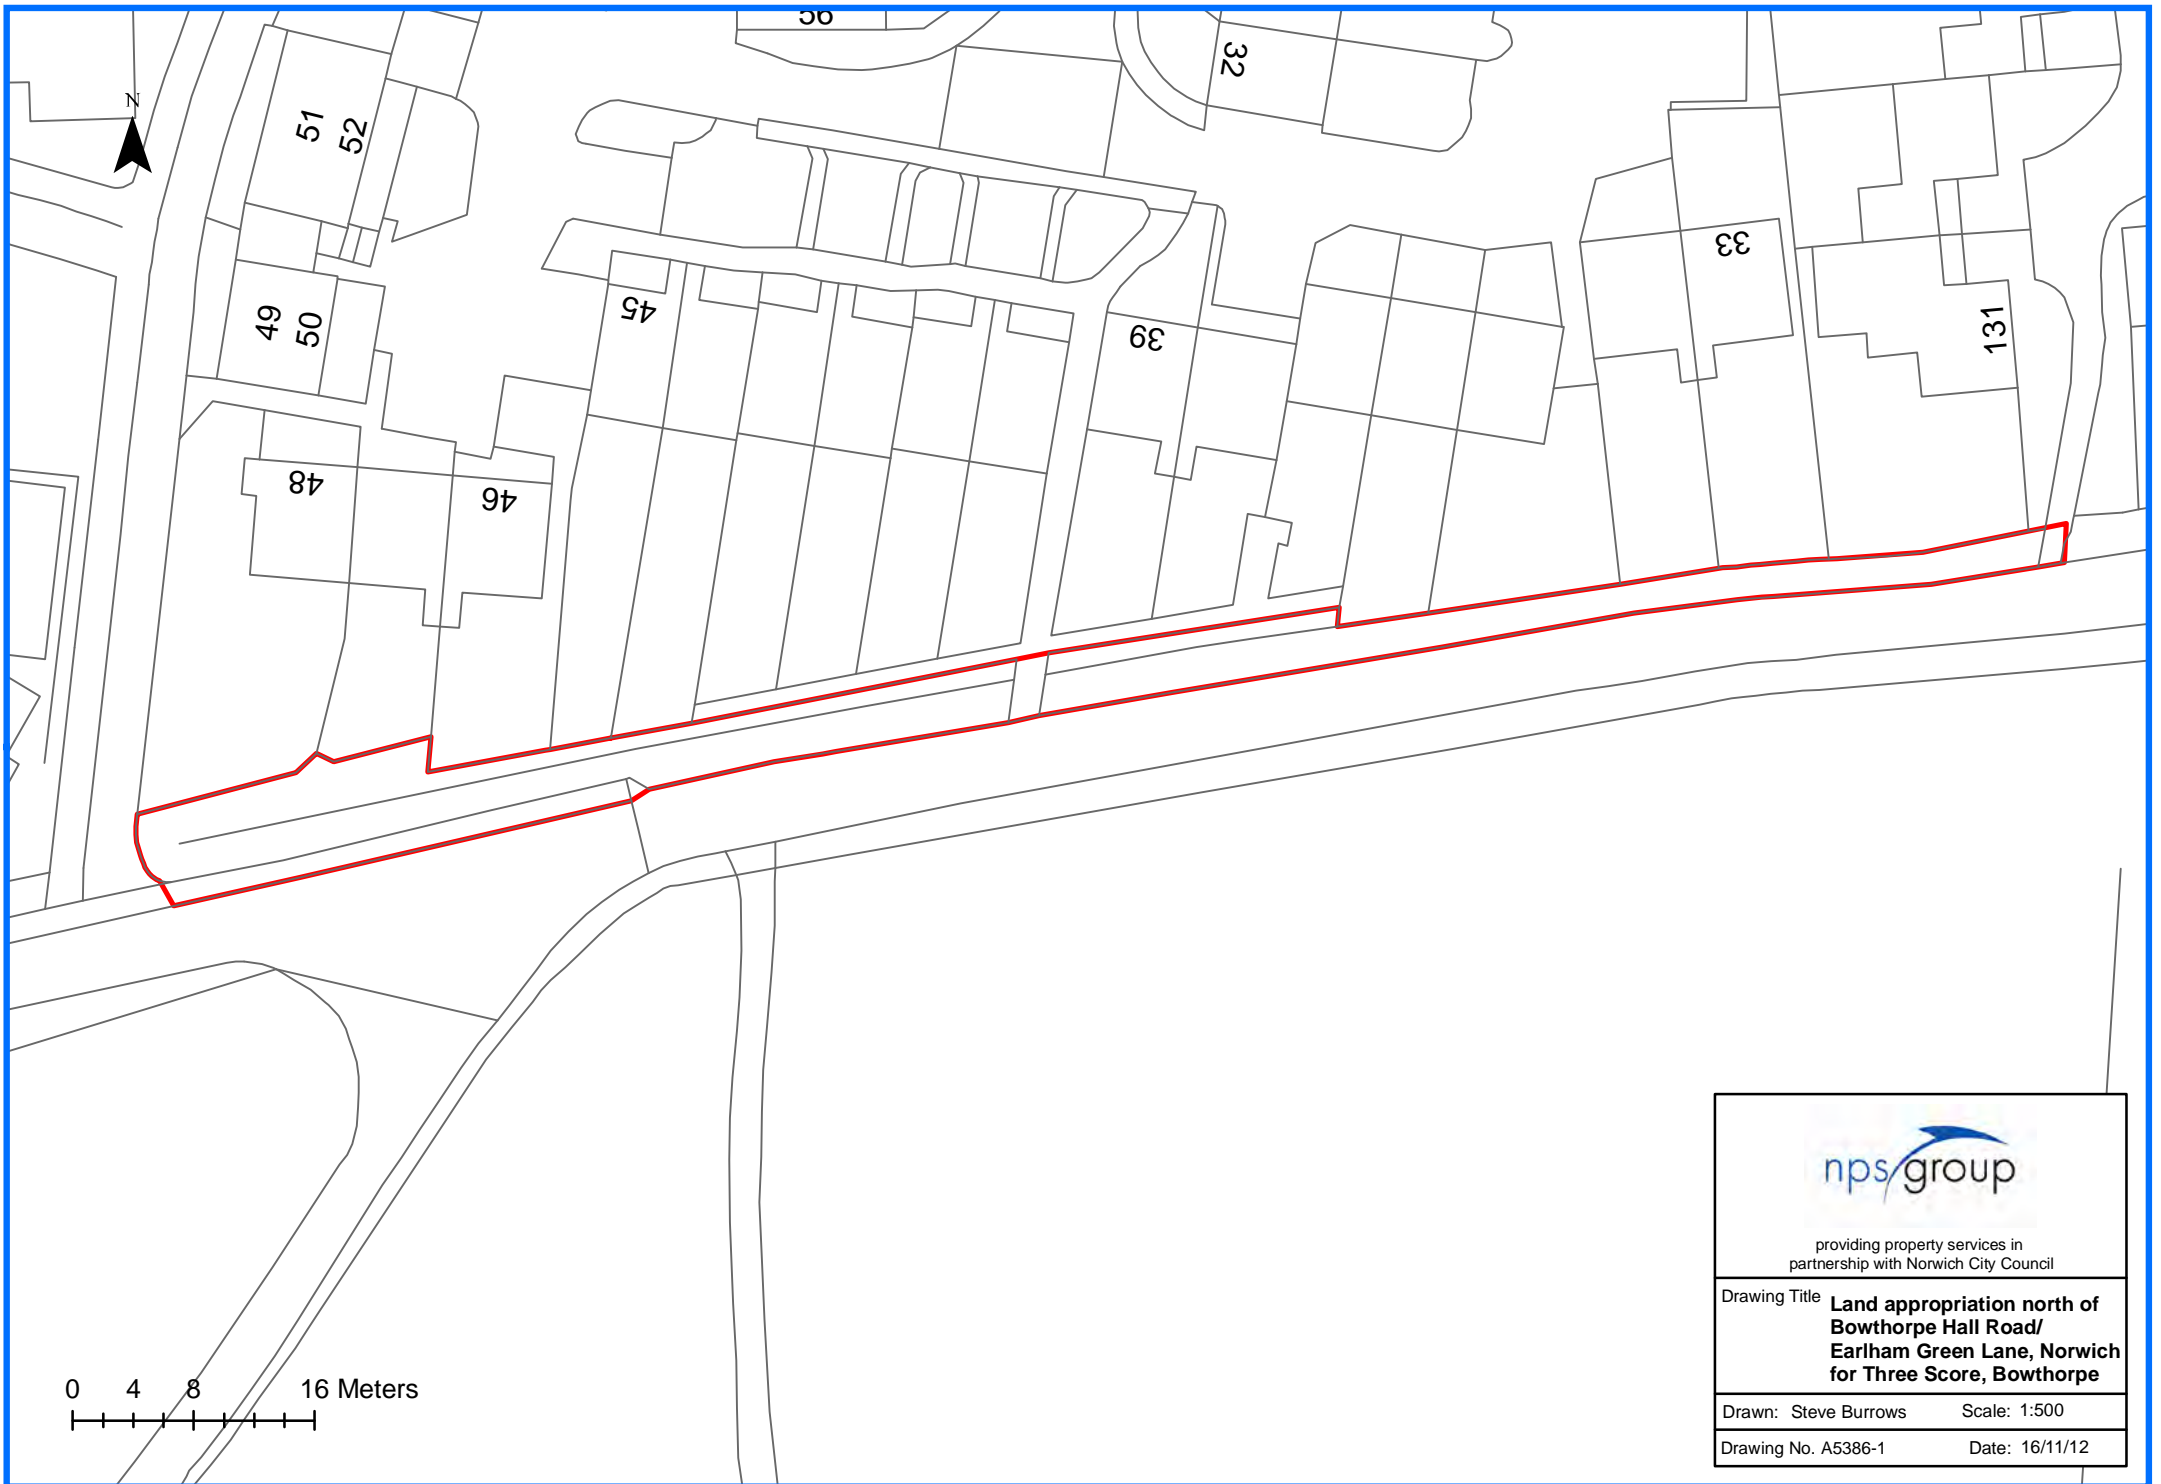 56
32
N
51
52
33
49
50
45
39
131
48
46
nps group
providing property services in
partnership with Norwich City Council
Drawing Title
Land appropriation north of
Bowthorpe Hall Road/
Earlham Green Lane, Norwich
for Three Score, Bowthorpe
0 4 8 16 Meters
Drawn: Steve Burrows Scale: 1:500
Drawing No. A5386-1 Date: 16/11/12